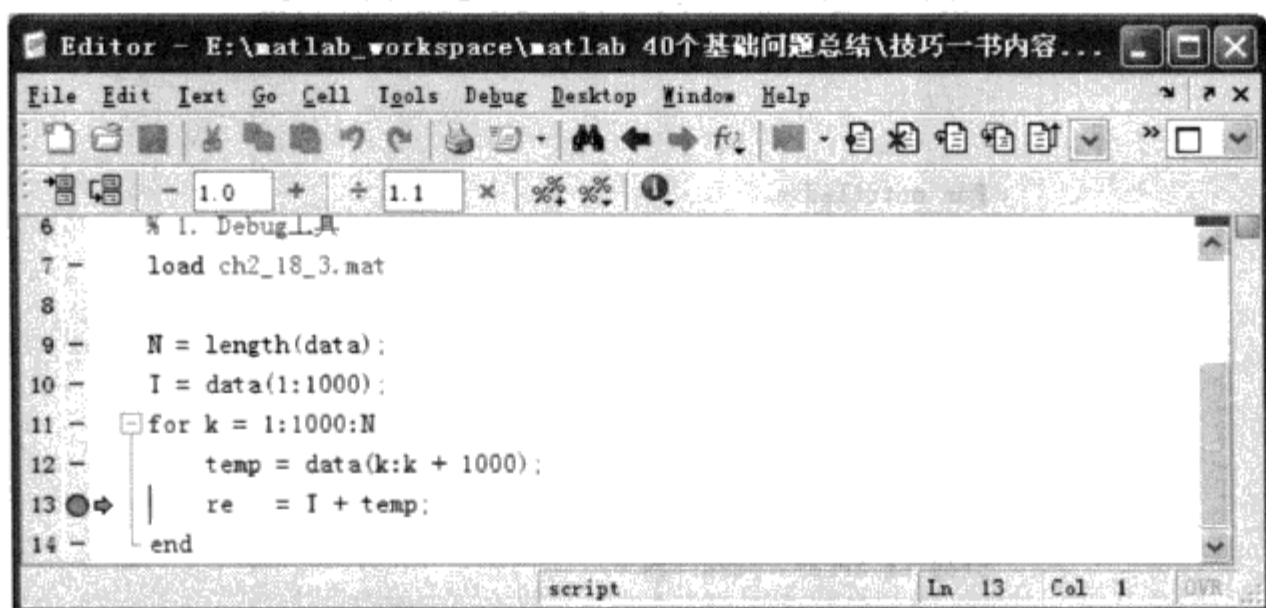 Editor - E:\matlab_workspace\matlab 40个基础问题总结\技巧一书内容...
File Edit Text Go Cell Tools Debug Desktop Window Help
1.0 1.1
6 % 1. Debug工具
7 - load ch2_18_3.mat
8
9 - N = length(data);
10 - I = data(1:1000);
11 - for k = 1:1000:N
12 - temp = data(k:k + 1000);
13 re = I + temp;
14 - end
script Ln 13 Col 1 OVR